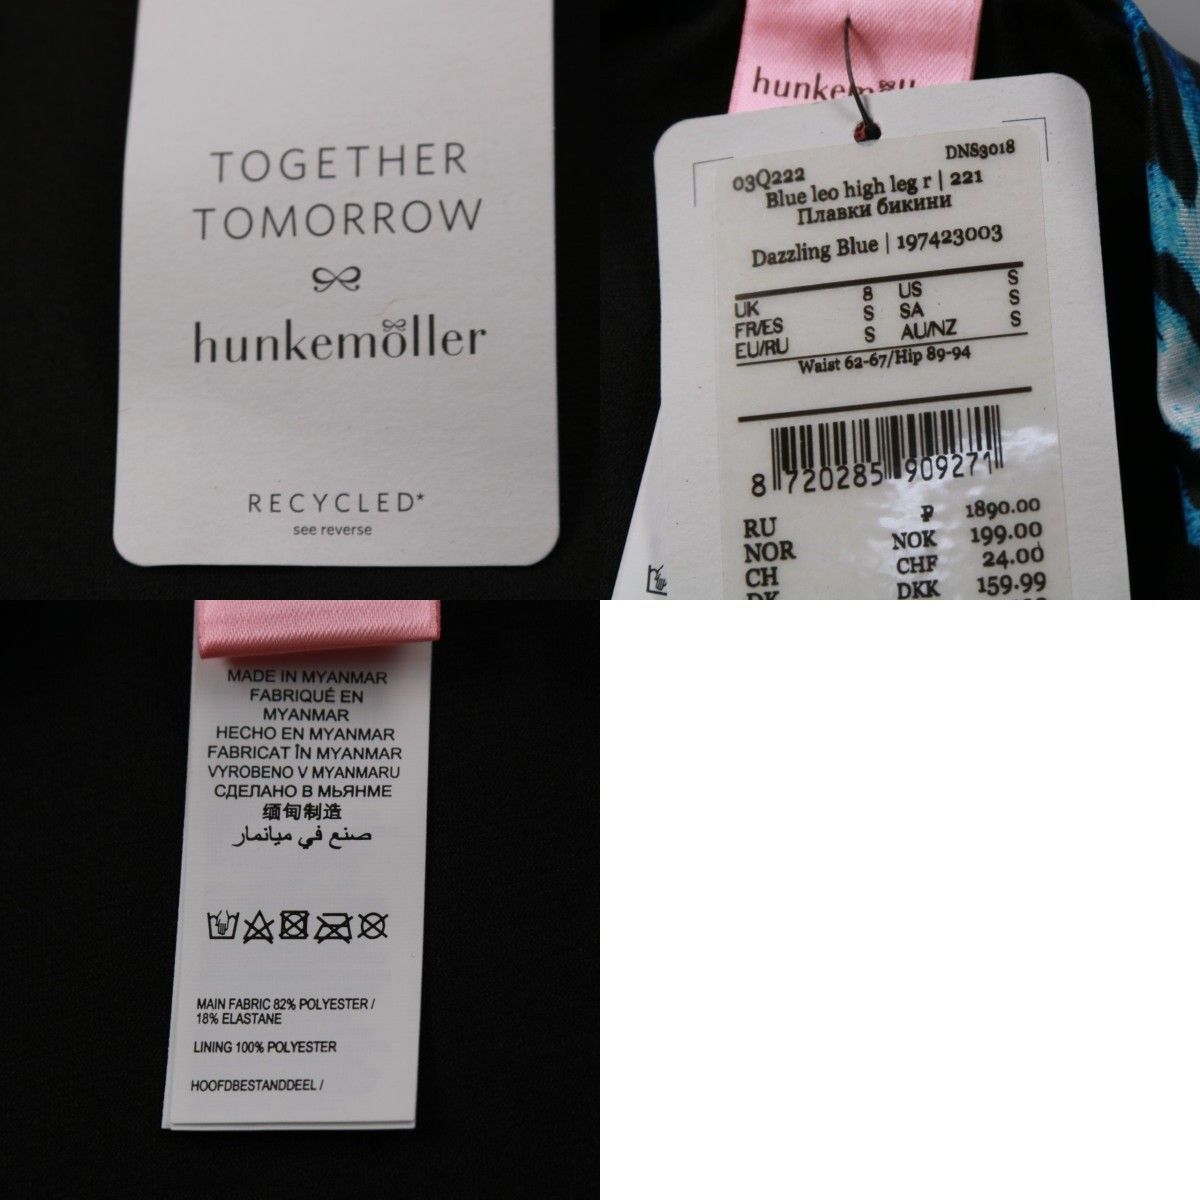 TOGETHER
TOMORROW
hunkemöller
RECYCLED*
see reverse
hunkemöll
DNS3018
03Q222
Blue leo high leg r | 221
Плавки бикини
Dazzling Blue | 197423003
UK 8 US S
FR/ES S SA S
EU/RU S AU/NZ S
Waist 62-67/Hip 89-94
8 720285 909271
RU ₽ 1890.00
NOR NOK 199.00
CH CHF 24.00
DK DKK 159.99
MADE IN MYANMAR
FABRIQUÉ EN
MYANMAR
HECHO EN MYANMAR
FABRICAT ÎN MYANMAR
VYROBENO V MYANMARU
СДЕЛАНО В МЬЯНМЕ
缅甸制造
صنع في ميانمار
MAIN FABRIC 82% POLYESTER /
18% ELASTANE
LINING 100% POLYESTER
HOOFDBESTANDDEEL /